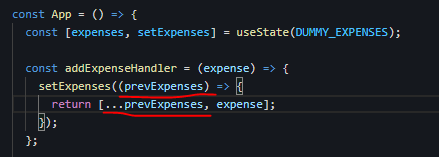 const App = () => {
const [expenses, setExpenses] = useState(DUMMY_EXPENSES);
const addExpenseHandler = (expense) => {
setExpenses((prevExpenses) => {
return [...prevExpenses, expense];
});
};